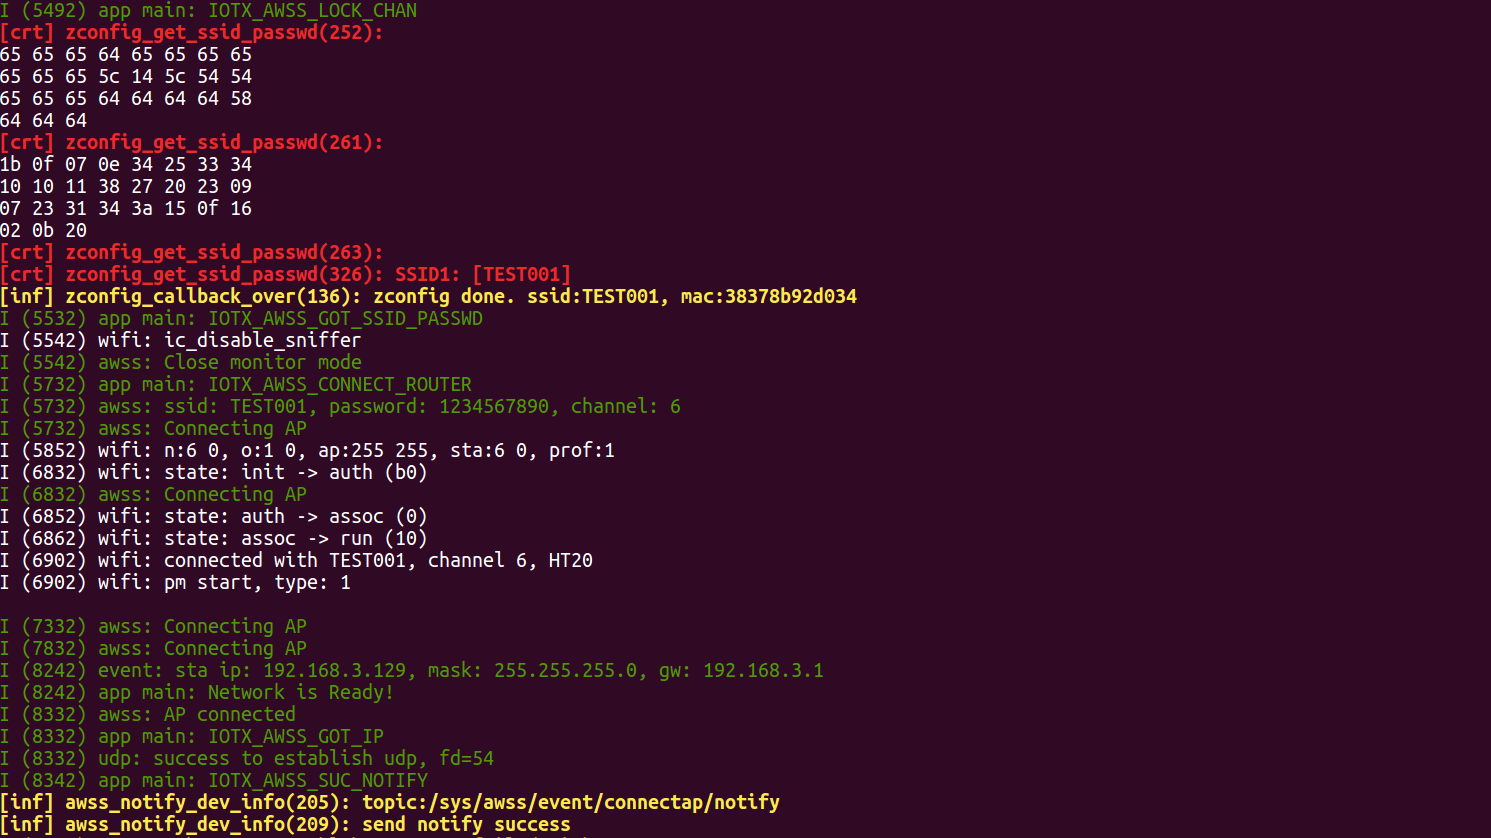 I (5492) app main: IOTX_AWSS_LOCK_CHAN
[crt] zconfig_get_ssid_passwd(252):
65 65 65 64 65 65 65 65
65 65 65 5c 14 5c 54 54
65 65 65 64 64 64 64 58
64 64 64
[crt] zconfig_get_ssid_passwd(261):
1b 0f 07 0e 34 25 33 34
10 10 11 38 27 20 23 09
07 23 31 34 3a 15 0f 16
02 0b 20
[crt] zconfig_get_ssid_passwd(263):
[crt] zconfig_get_ssid_passwd(326): SSID1: [TEST001]
[inf] zconfig_callback_over(136): zconfig done. ssid:TEST001, mac:38378b92d034
I (5532) app main: IOTX_AWSS_GOT_SSID_PASSWD
I (5542) wifi: ic_disable_sniffer
I (5542) awss: Close monitor mode
I (5732) app main: IOTX_AWSS_CONNECT_ROUTER
I (5732) awss: ssid: TEST001, password: 1234567890, channel: 6
I (5732) awss: Connecting AP
I (5852) wifi: n:6 0, o:1 0, ap:255 255, sta:6 0, prof:1
I (6832) wifi: state: init -> auth (b0)
I (6832) awss: Connecting AP
I (6852) wifi: state: auth -> assoc (0)
I (6862) wifi: state: assoc -> run (10)
I (6902) wifi: connected with TEST001, channel 6, HT20
I (6902) wifi: pm start, type: 1
I (7332) awss: Connecting AP
I (7832) awss: Connecting AP
I (8242) event: sta ip: 192.168.3.129, mask: 255.255.255.0, gw: 192.168.3.1
I (8242) app main: Network is Ready!
I (8332) awss: AP connected
I (8332) app main: IOTX_AWSS_GOT_IP
I (8332) udp: success to establish udp, fd=54
I (8342) app main: IOTX_AWSS_SUC_NOTIFY
[inf] awss_notify_dev_info(205): topic:/sys/awss/event/connectap/notify
[inf] awss_notify_dev_info(209): send notify success